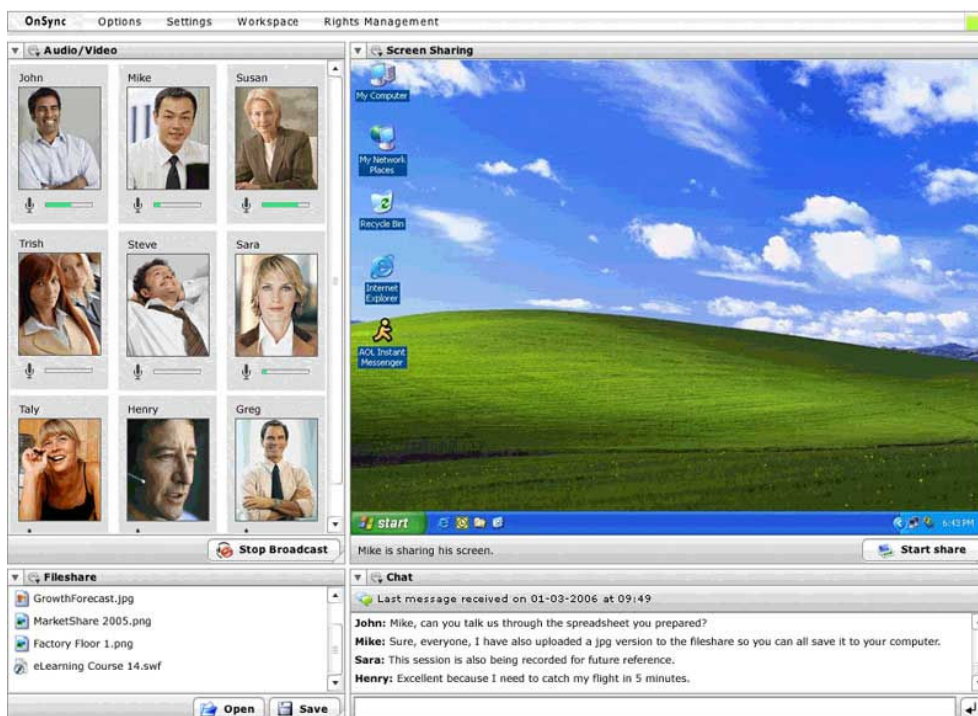 OnSync Options Settings Workspace Rights Management
Audio/Video
John Mike Susan
Trish Steve Sara
Taly Henry Greg
Stop Broadcast
Screen Sharing
My Computer
My Network
Places
Recycle Bin
Internet
Explorer
AOL Instant
Messenger
start
6:43 PM
Mike is sharing his screen.
Start share
Fileshare
GrowthForecast.jpg
MarketShare 2005.png
Factory Floor 1.png
eLearning Course 14.swf
Open Save
Chat
Last message received on 01-03-2006 at 09:49
John: Mike, can you talk us through the spreadsheet you prepared?
Mike: Sure, everyone, I have also uploaded a jpg version to the fileshare so you can all save it to your computer.
Sara: This session is also being recorded for future reference.
Henry: Excellent because I need to catch my flight in 5 minutes.